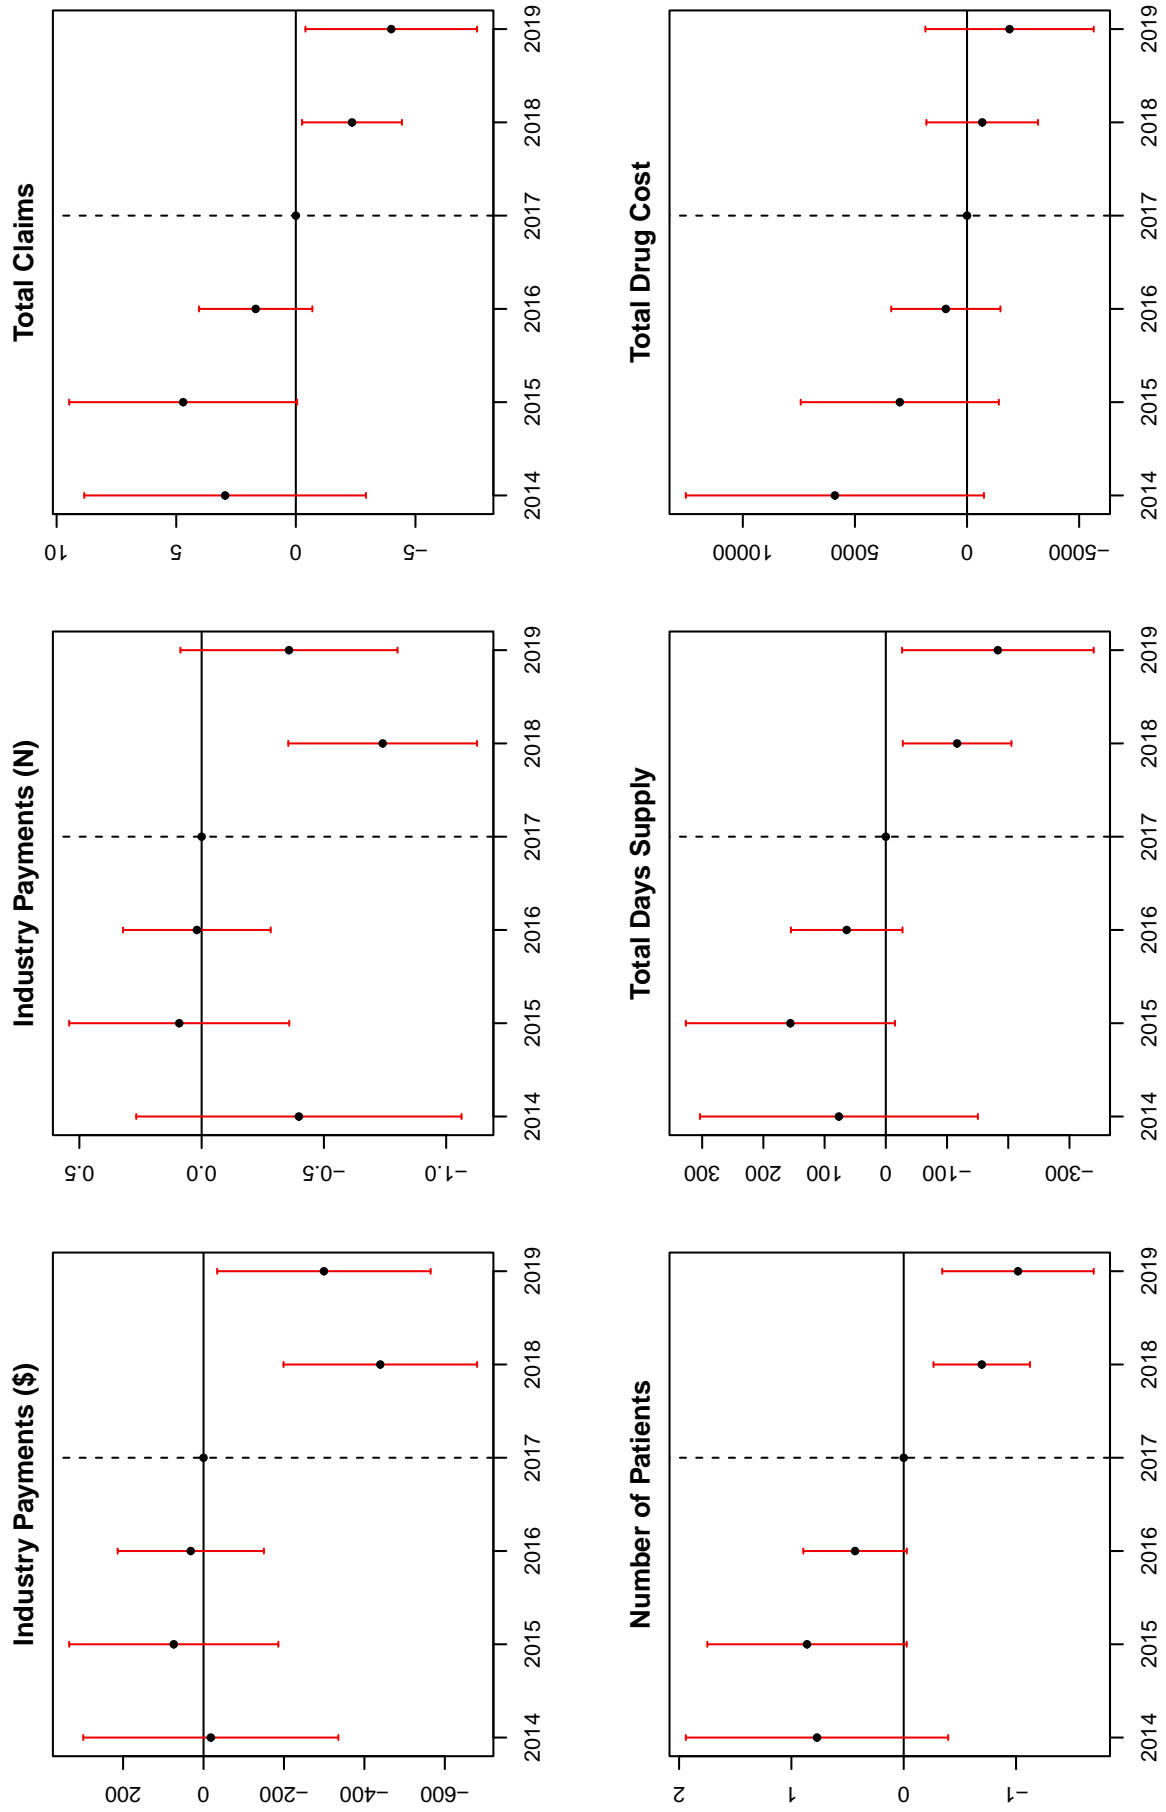 Industry Payments ($)
200
0
−200
−400
−600
2014 2015 2016 2017 2018 2019
Industry Payments (N)
0.5
0.0
−0.5
−1.0
2014 2015 2016 2017 2018 2019
Total Claims
10
5
0
−5
2014 2015 2016 2017 2018 2019
Number of Patients
2
1
0
−1
2014 2015 2016 2017 2018 2019
Total Days Supply
300
200
100
0
−100
−300
2014 2015 2016 2017 2018 2019
Total Drug Cost
10000
5000
0
−5000
2014 2015 2016 2017 2018 2019